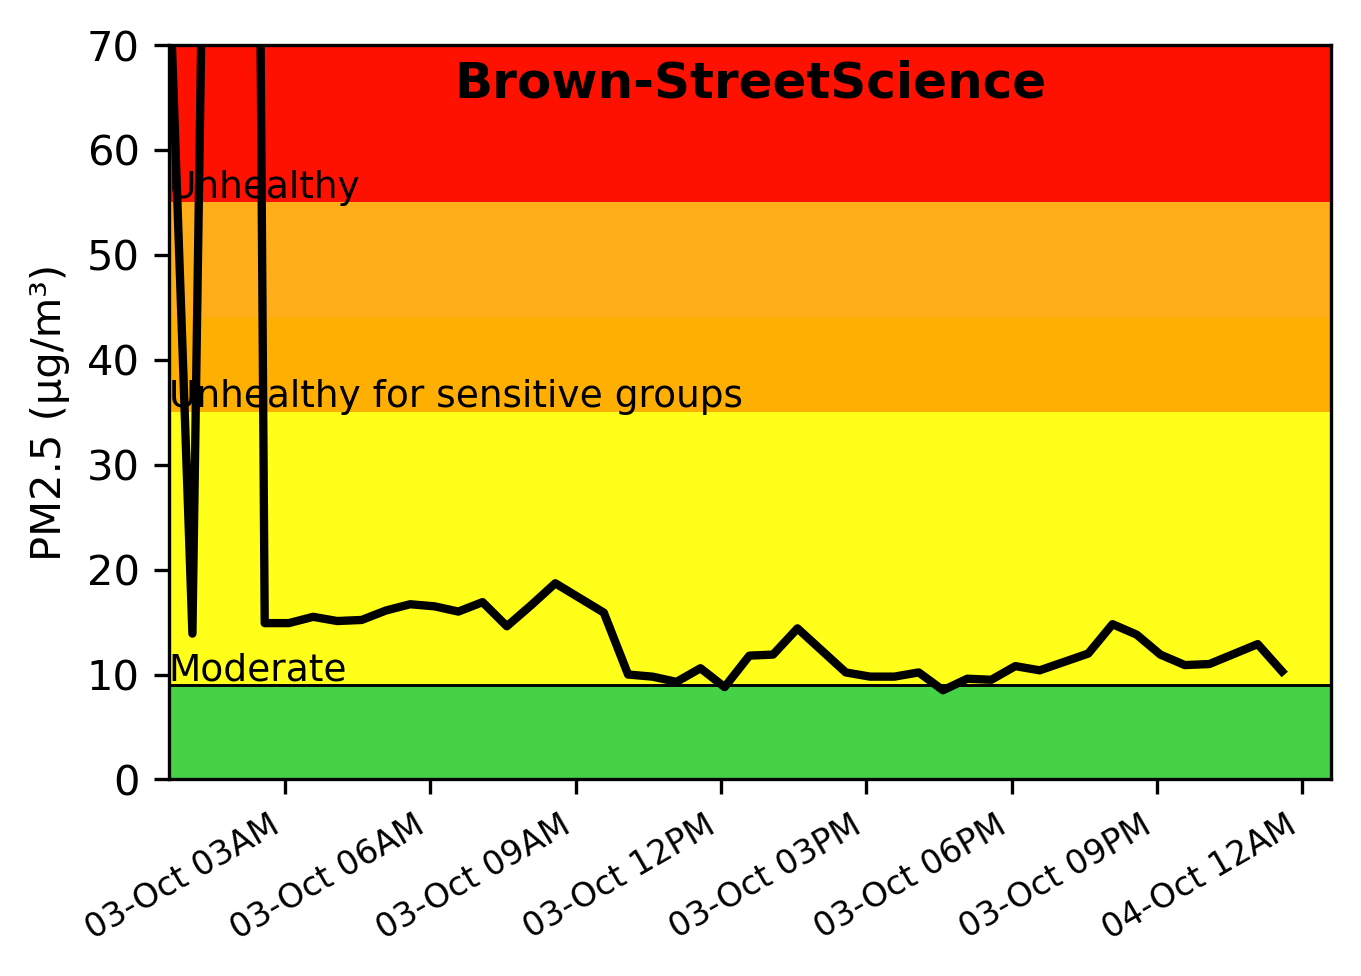 Brown-StreetScience
70
60
50
40
30
20
10
0
PM2.5 (µg/m³)
Unhealthy
Unhealthy for sensitive groups
Moderate
03-Oct 03AM
03-Oct 06AM
03-Oct 09AM
03-Oct 12PM
03-Oct 03PM
03-Oct 06PM
03-Oct 09PM
04-Oct 12AM